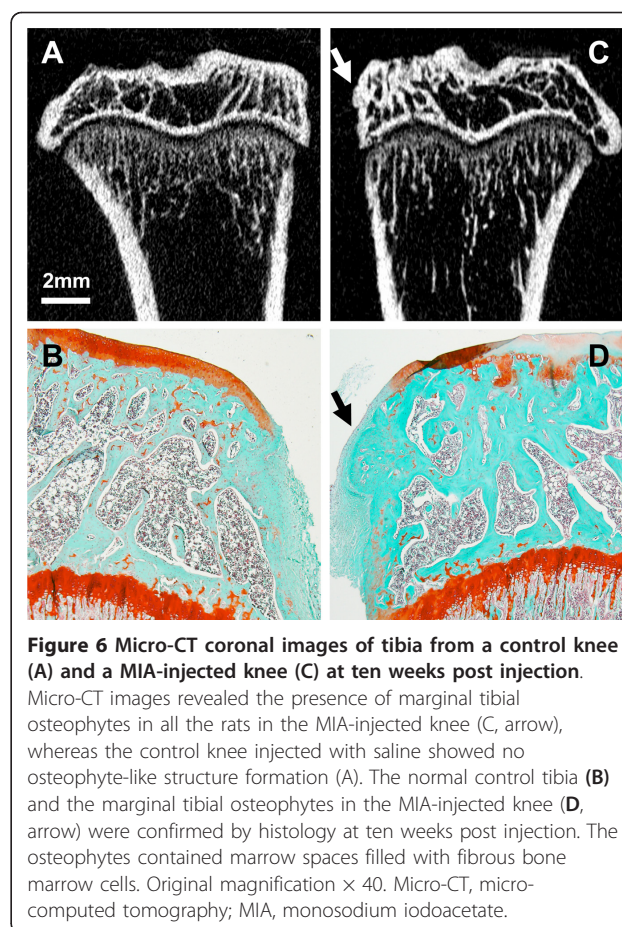 A
C
2mm
B
D
Figure 6 Micro-CT coronal images of tibia from a control knee
(A) and a MIA-injected knee (C) at ten weeks post injection.
Micro-CT images revealed the presence of marginal tibial
osteophytes in all the rats in the MIA-injected knee (C, arrow),
whereas the control knee injected with saline showed no
osteophyte-like structure formation (A). The normal control tibia (B)
and the marginal tibial osteophytes in the MIA-injected knee (D,
arrow) were confirmed by histology at ten weeks post injection. The
osteophytes contained marrow spaces filled with fibrous bone
marrow cells. Original magnification × 40. Micro-CT, micro-
computed tomography; MIA, monosodium iodoacetate.